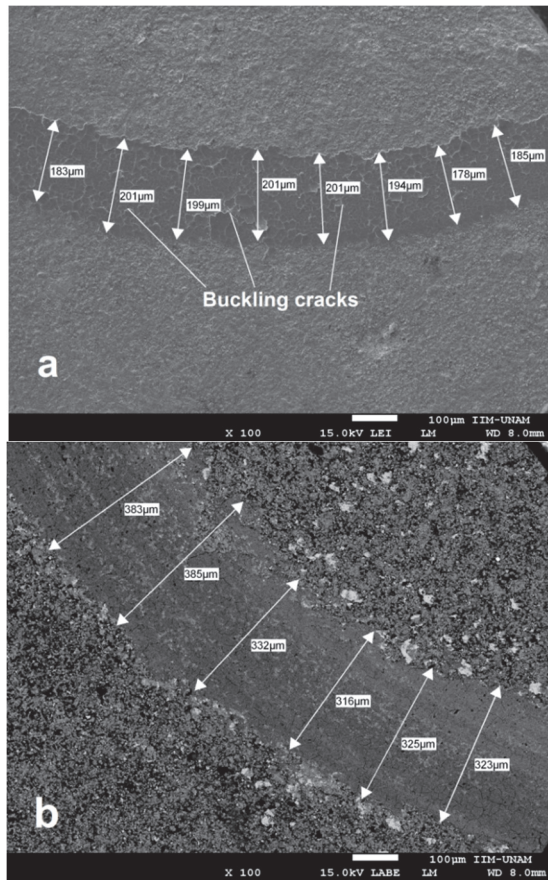 183µm
201µm
199µm
201µm
201µm
194µm
178µm
185µm
Buckling cracks
a
100µm IIM-UNAM
X 100 15.0kV LEI LM WD 8.0mm
383µm
385µm
332µm
316µm
325µm
323µm
b
100µm IIM-UNAM
X 100 15.0kV LABE LM WD 8.0mm